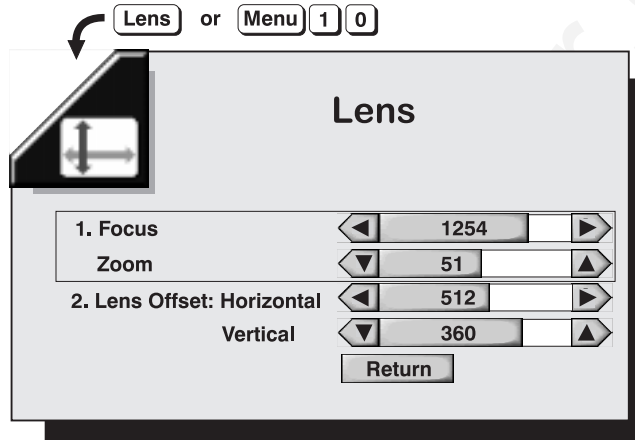 Lens or Menu 1 0
Lens
1. Focus 1254
Zoom 51
2. Lens Offset: Horizontal 512
Vertical 360
Return